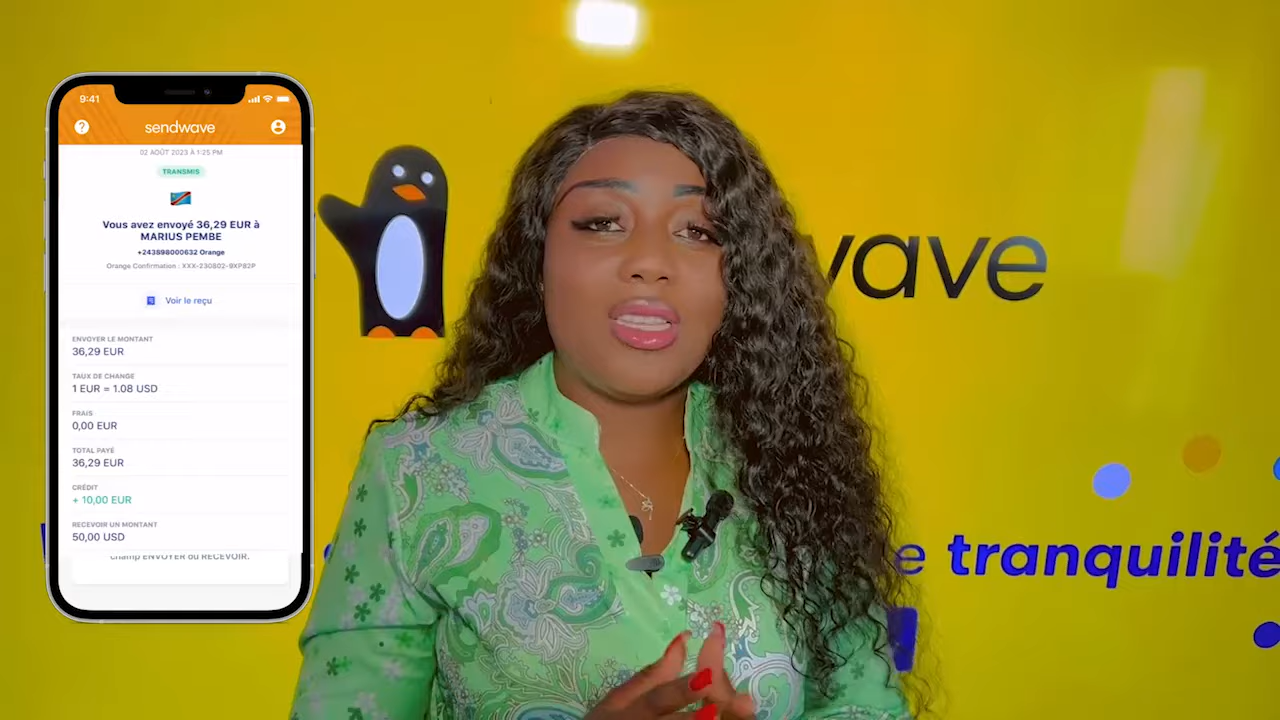 9:41
sendwave
02 AOÛT 2023 À 1:25 PM
TRANSMIS
Vous avez envoyé 36,29 EUR à
MARIUS PEMBE
+243898000632 Orange
Orange Confirmation : XXX-230802-9XPB2P
Voir le reçu
ENVOYER LE MONTANT
36,29 EUR
TAUX DE CHANGE
1 EUR = 1.08 USD
FRAIS
0,00 EUR
TOTAL PAYÉ
36,29 EUR
CRÉDIT
+ 10,00 EUR
RECEVOIR UN MONTANT
50,00 USD
champ ENVOYER ou RECEVOIR.
wave
e tranquilité